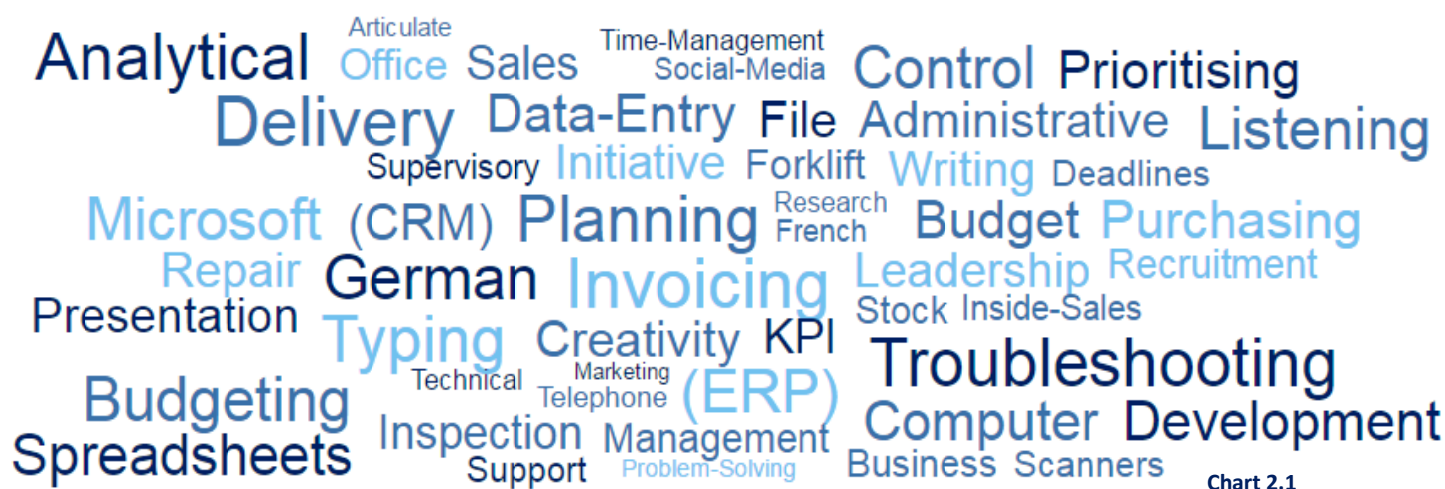 Articulate
Analytical Office Sales Time-Management Control Prioritising
Social-Media
Delivery Data-Entry File Administrative Listening
Supervisory Initiative Forklift Writing Deadlines
Microsoft (CRM) Planning Research Budget Purchasing
French
Repair German Invoicing Leadership Recruitment
Presentation Typing Creativity KPI Stock Inside-Sales
Technical Marketing Troubleshooting
Budgeting Telephone (ERP) Computer Development
Spreadsheets Inspection Management
Support Problem-Solving Business Scanners
Chart 2.1